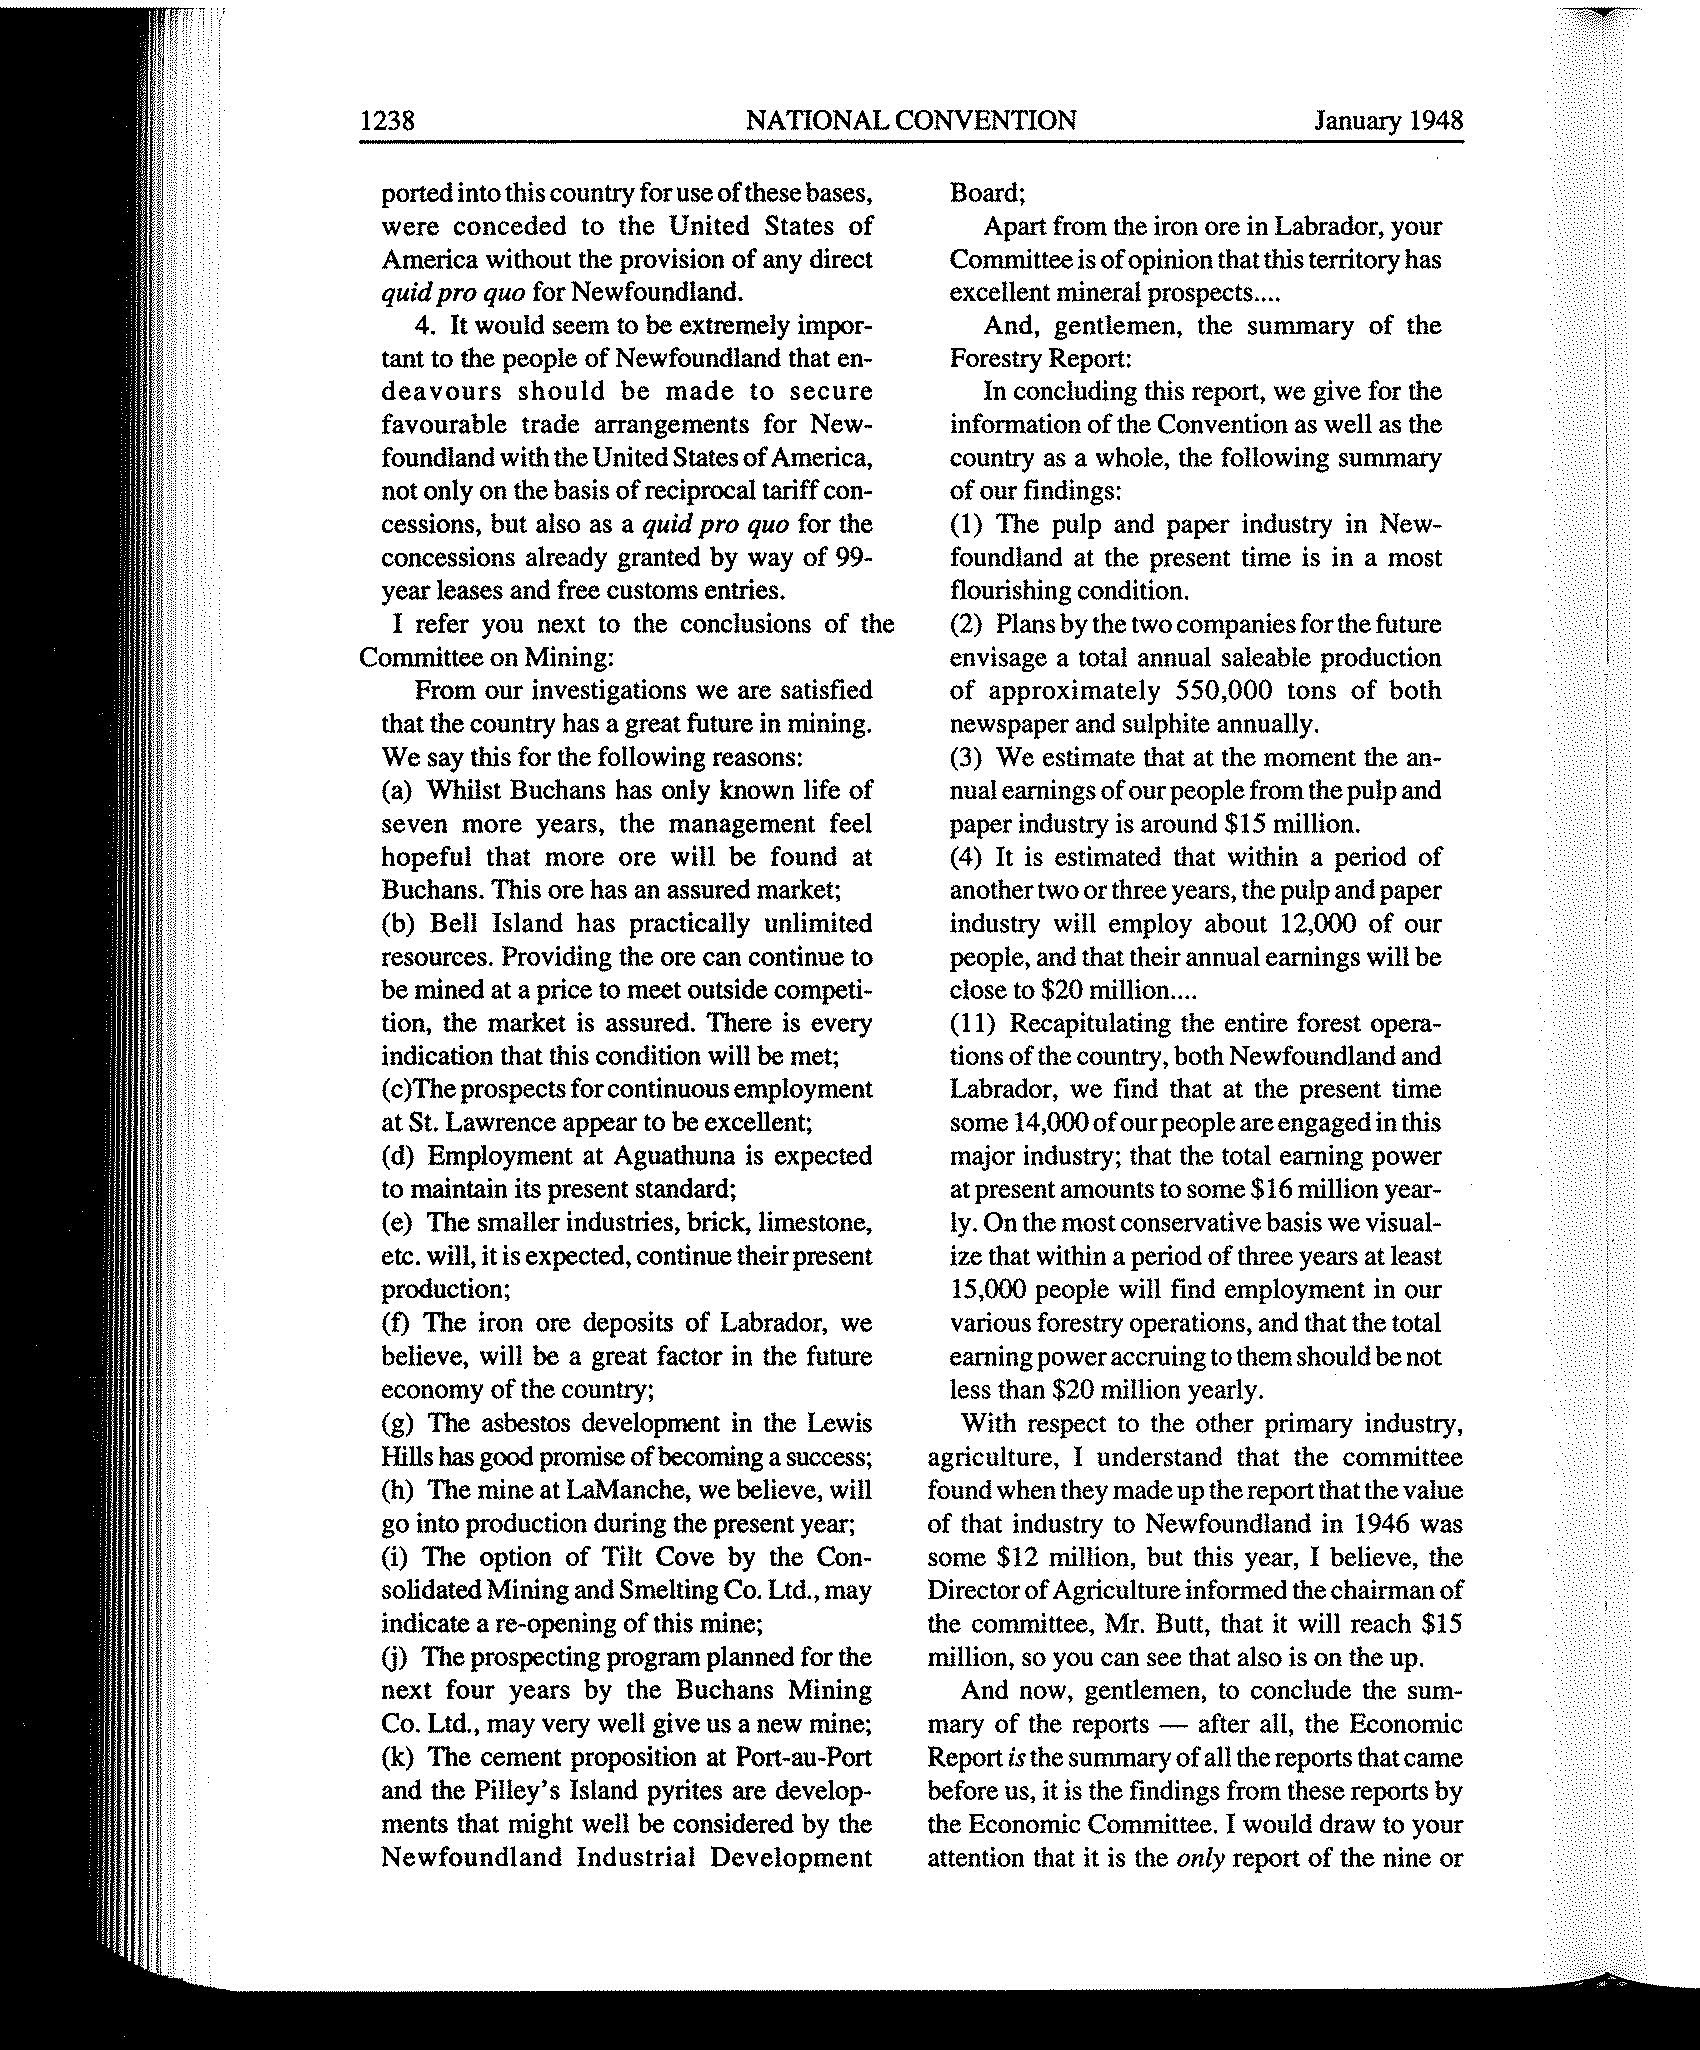 1238 NATIONAL CONVENTION January 1948
ported into this country for use of these bases,
were conceded to the United States of
America without the provision of any direct
quid pro quo for Newfoundland.
4. It would seem to be extremely impor-
tant to the people of Newfoundland that en-
deavours should be made to secure
favourable trade arrangements for New-
foundland with the United States of America,
not only on the basis of reciprocal tariff con-
cessions, but also as a quid pro quo for the
concessions already granted by way of 99-
year leases and free customs entries.
I refer you next to the conclusions of the
Committee on Mining:
From our investigations we are satisfied
that the country has a great future in mining.
We say this for the following reasons:
(a) Whilst Buchans has only known life of
seven more years, the management feel
hopeful that more ore will be found at
Buchans. This ore has an assured market;
(b) Bell Island has practically unlimited
resources. Providing the ore can continue to
be mined at a price to meet outside competi-
tion, the market is assured. There is every
indication that this condition will be met;
(c)The prospects for continuous employment
at St. Lawrence appear to be excellent;
(d) Employment at Aguathuna is expected
to maintain its present standard;
(e) The smaller industries, brick, limestone,
etc. will, it is expected, continue their present
production;
(f) The iron ore deposits of Labrador, we
believe, will be a great factor in the future
economy of the country;
(g) The asbestos development in the Lewis
Hills has good promise of becoming a success;
(h) The mine at LaManche, we believe, will
go into production during the present year;
(i) The option of Tilt Cove by the Con-
solidated Mining and Smelting Co. Ltd., may
indicate a re-opening of this mine;
(j) The prospecting program planned for the
next four years by the Buchans Mining
Co. Ltd., may very well give us a new mine;
(k) The cement proposition at Port-au-Port
and the Pilley's Island pyrites are develop-
ments that might well be considered by the
Newfoundland Industrial Development
Board;
Apart from the iron ore in Labrador, your
Committee is of opinion that this territory has
excellent mineral prospects....
And, gentlemen, the summary of the
Forestry Report:
In concluding this report, we give for the
information of the Convention as well as the
country as a whole, the following summary
of our findings:
(1) The pulp and paper industry in New-
foundland at the present time is in a most
flourishing condition.
(2) Plans by the two companies for the future
envisage a total annual saleable production
of approximately 550,000 tons of both
newspaper and sulphite annually.
(3) We estimate that at the moment the an-
nual earnings of our people from the pulp and
paper industry is around $15 million.
(4) It is estimated that within a period of
another two or three years, the pulp and paper
industry will employ about 12,000 of our
people, and that their annual earnings will be
close to $20 million....
(11) Recapitulating the entire forest opera-
tions of the country, both Newfoundland and
Labrador, we find that at the present time
some 14,000 of our people are engaged in this
major industry; that the total earning power
at present amounts to some $16 million year-
ly. On the most conservative basis we visual-
ize that within a period of three years at least
15,000 people will find employment in our
various forestry operations, and that the total
earning power accruing to them should be not
less than $20 million yearly.
With respect to the other primary industry,
agriculture, I understand that the committee
found when they made up the report that the value
of that industry to Newfoundland in 1946 was
some $12 million, but this year, I believe, the
Director of Agriculture informed the chairman of
the committee, Mr. Butt, that it will reach $15
million, so you can see that also is on the up.
And now, gentlemen, to conclude the sum-
mary of the reports — after all, the Economic
Report is the summary of all the reports that came
before us, it is the findings from these reports by
the Economic Committee. I would draw to your
attention that it is the only report of the nine or